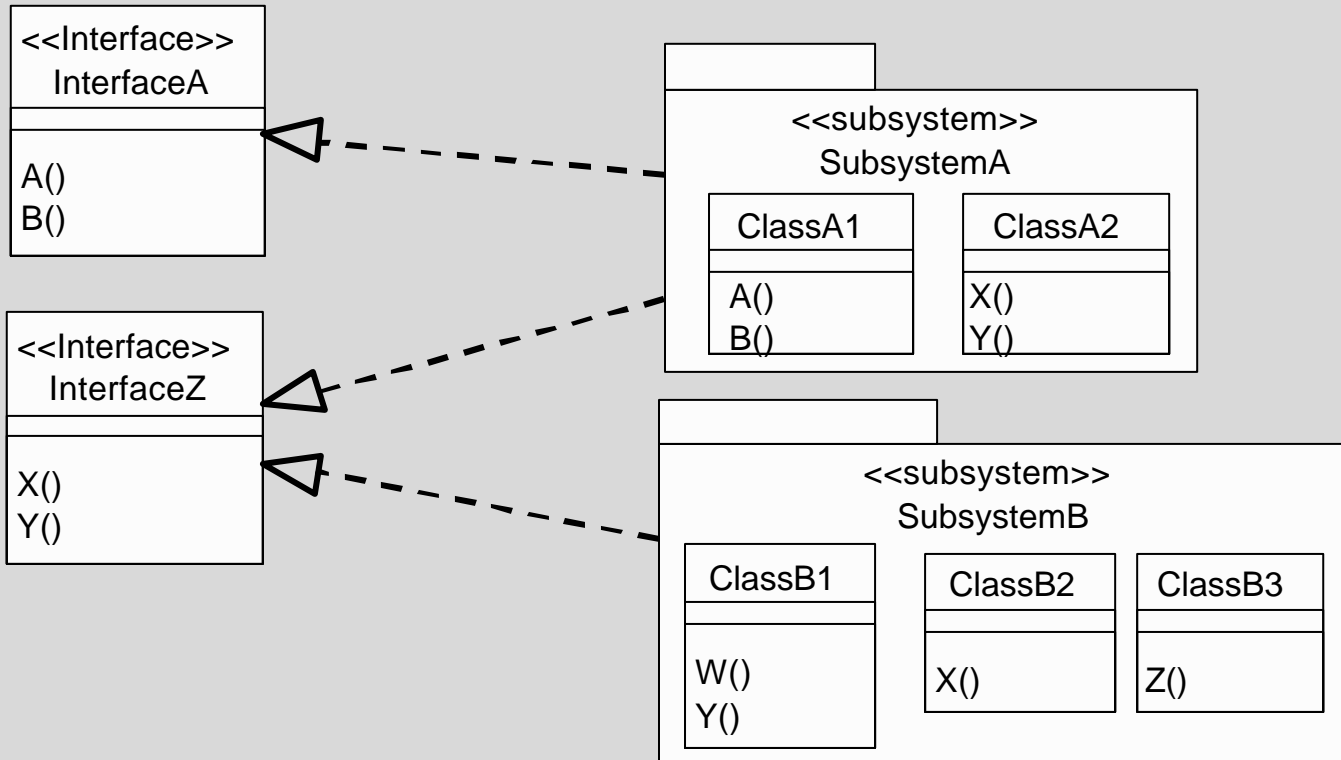 <<Interface>>
InterfaceA
A()
B()
<<Interface>>
InterfaceZ
X()
Y()
<<subsystem>>
SubsystemA
ClassA1
A()
B()
ClassA2
X()
Y()
<<subsystem>>
SubsystemB
ClassB1
W()
Y()
ClassB2
X()
ClassB3
Z()